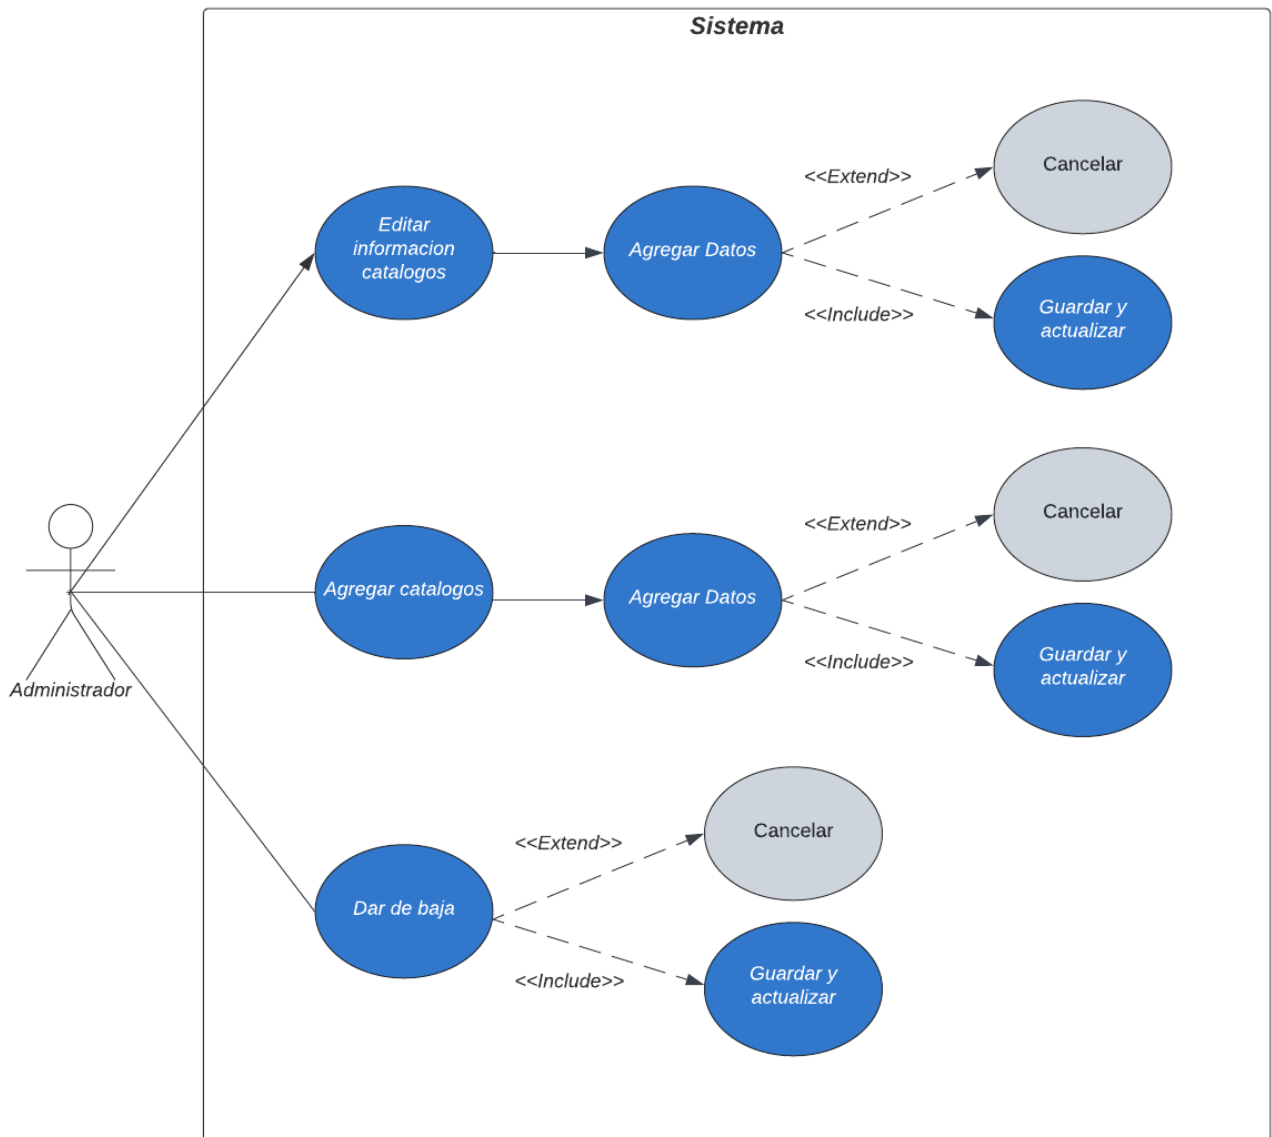 Sistema
Cancelar
<<Extend>>
Editar
informacion
catalogos
Agregar Datos
<<Include>>
Guardar y
actualizar
Cancelar
<<Extend>>
Agregar catalogos
Agregar Datos
<<Include>>
Guardar y
actualizar
Administrador
Cancelar
<<Extend>>
Dar de baja
<<Include>>
Guardar y
actualizar